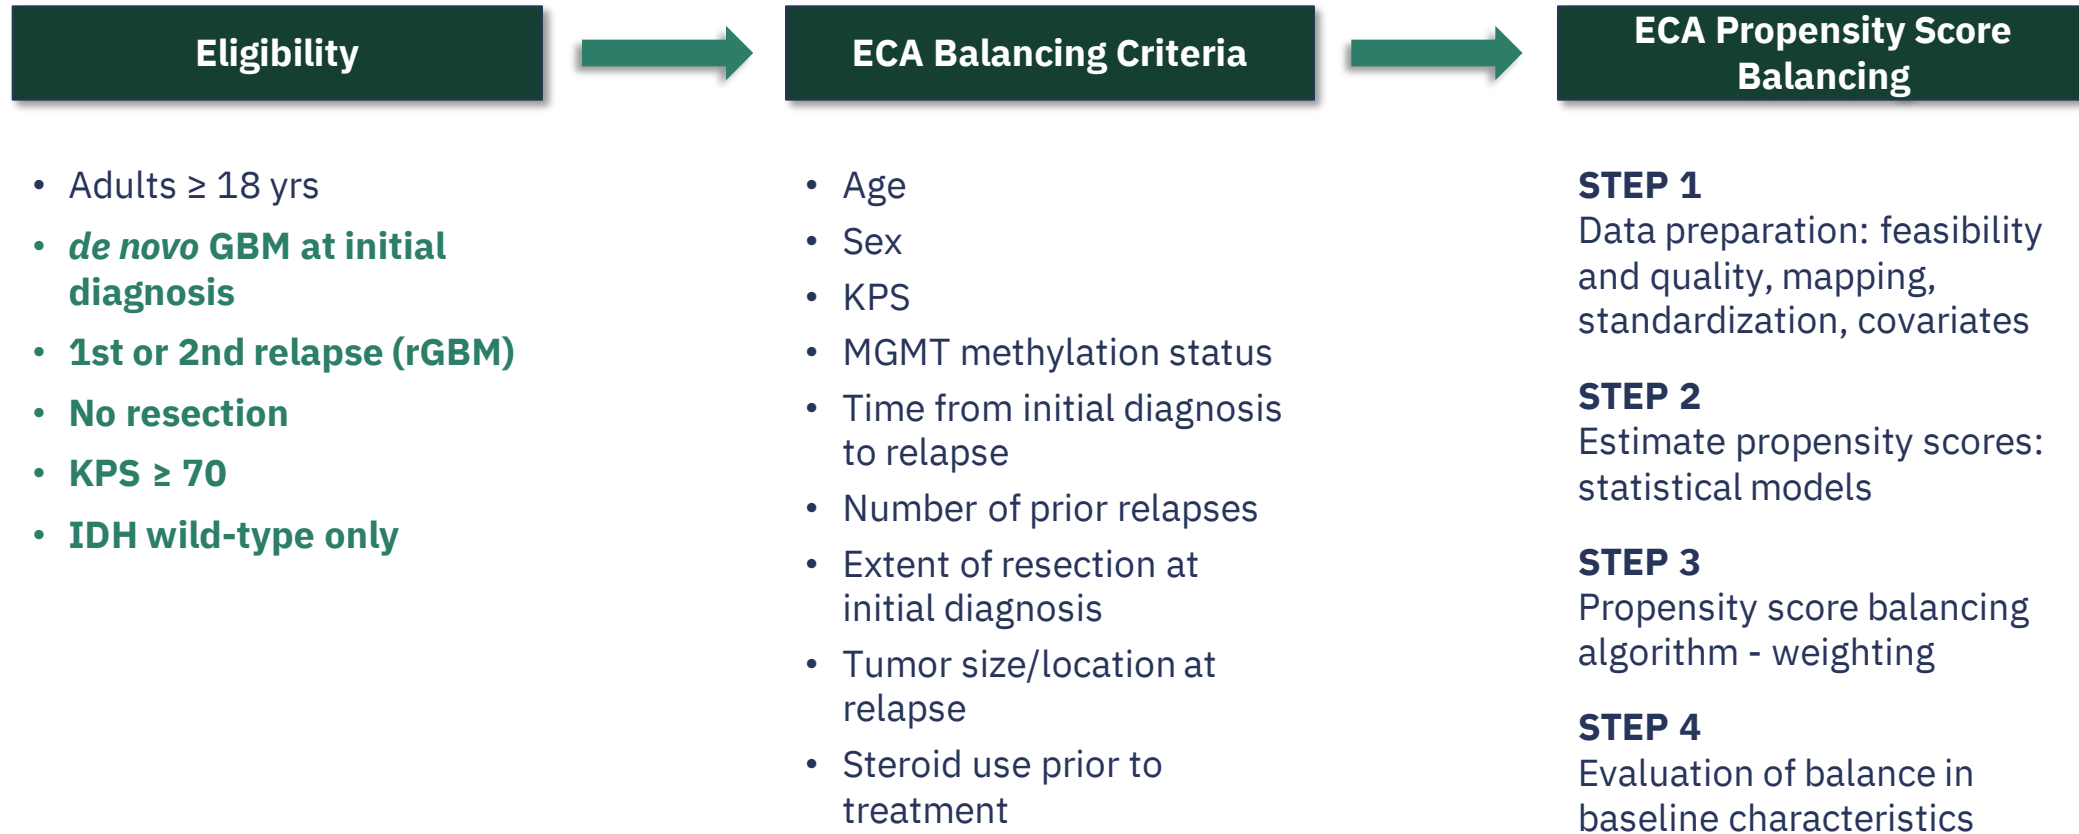 Eligibility
• Adults ≥ 18 yrs
• de novo GBM at initial
diagnosis
• 1st or 2nd relapse (rGBM)
• No resection
• KPS ≥ 70
• IDH wild-type only
ECA Balancing Criteria
• Age
• Sex
• KPS
• MGMT methylation status
• Time from initial diagnosis
to relapse
• Number of prior relapses
• Extent of resection at
initial diagnosis
• Tumor size/location at
relapse
• Steroid use prior to
treatment
ECA Propensity Score
Balancing
STEP 1
Data preparation: feasibility
and quality, mapping,
standardization, covariates
STEP 2
Estimate propensity scores:
statistical models
STEP 3
Propensity score balancing
algorithm - weighting
STEP 4
Evaluation of balance in
baseline characteristics